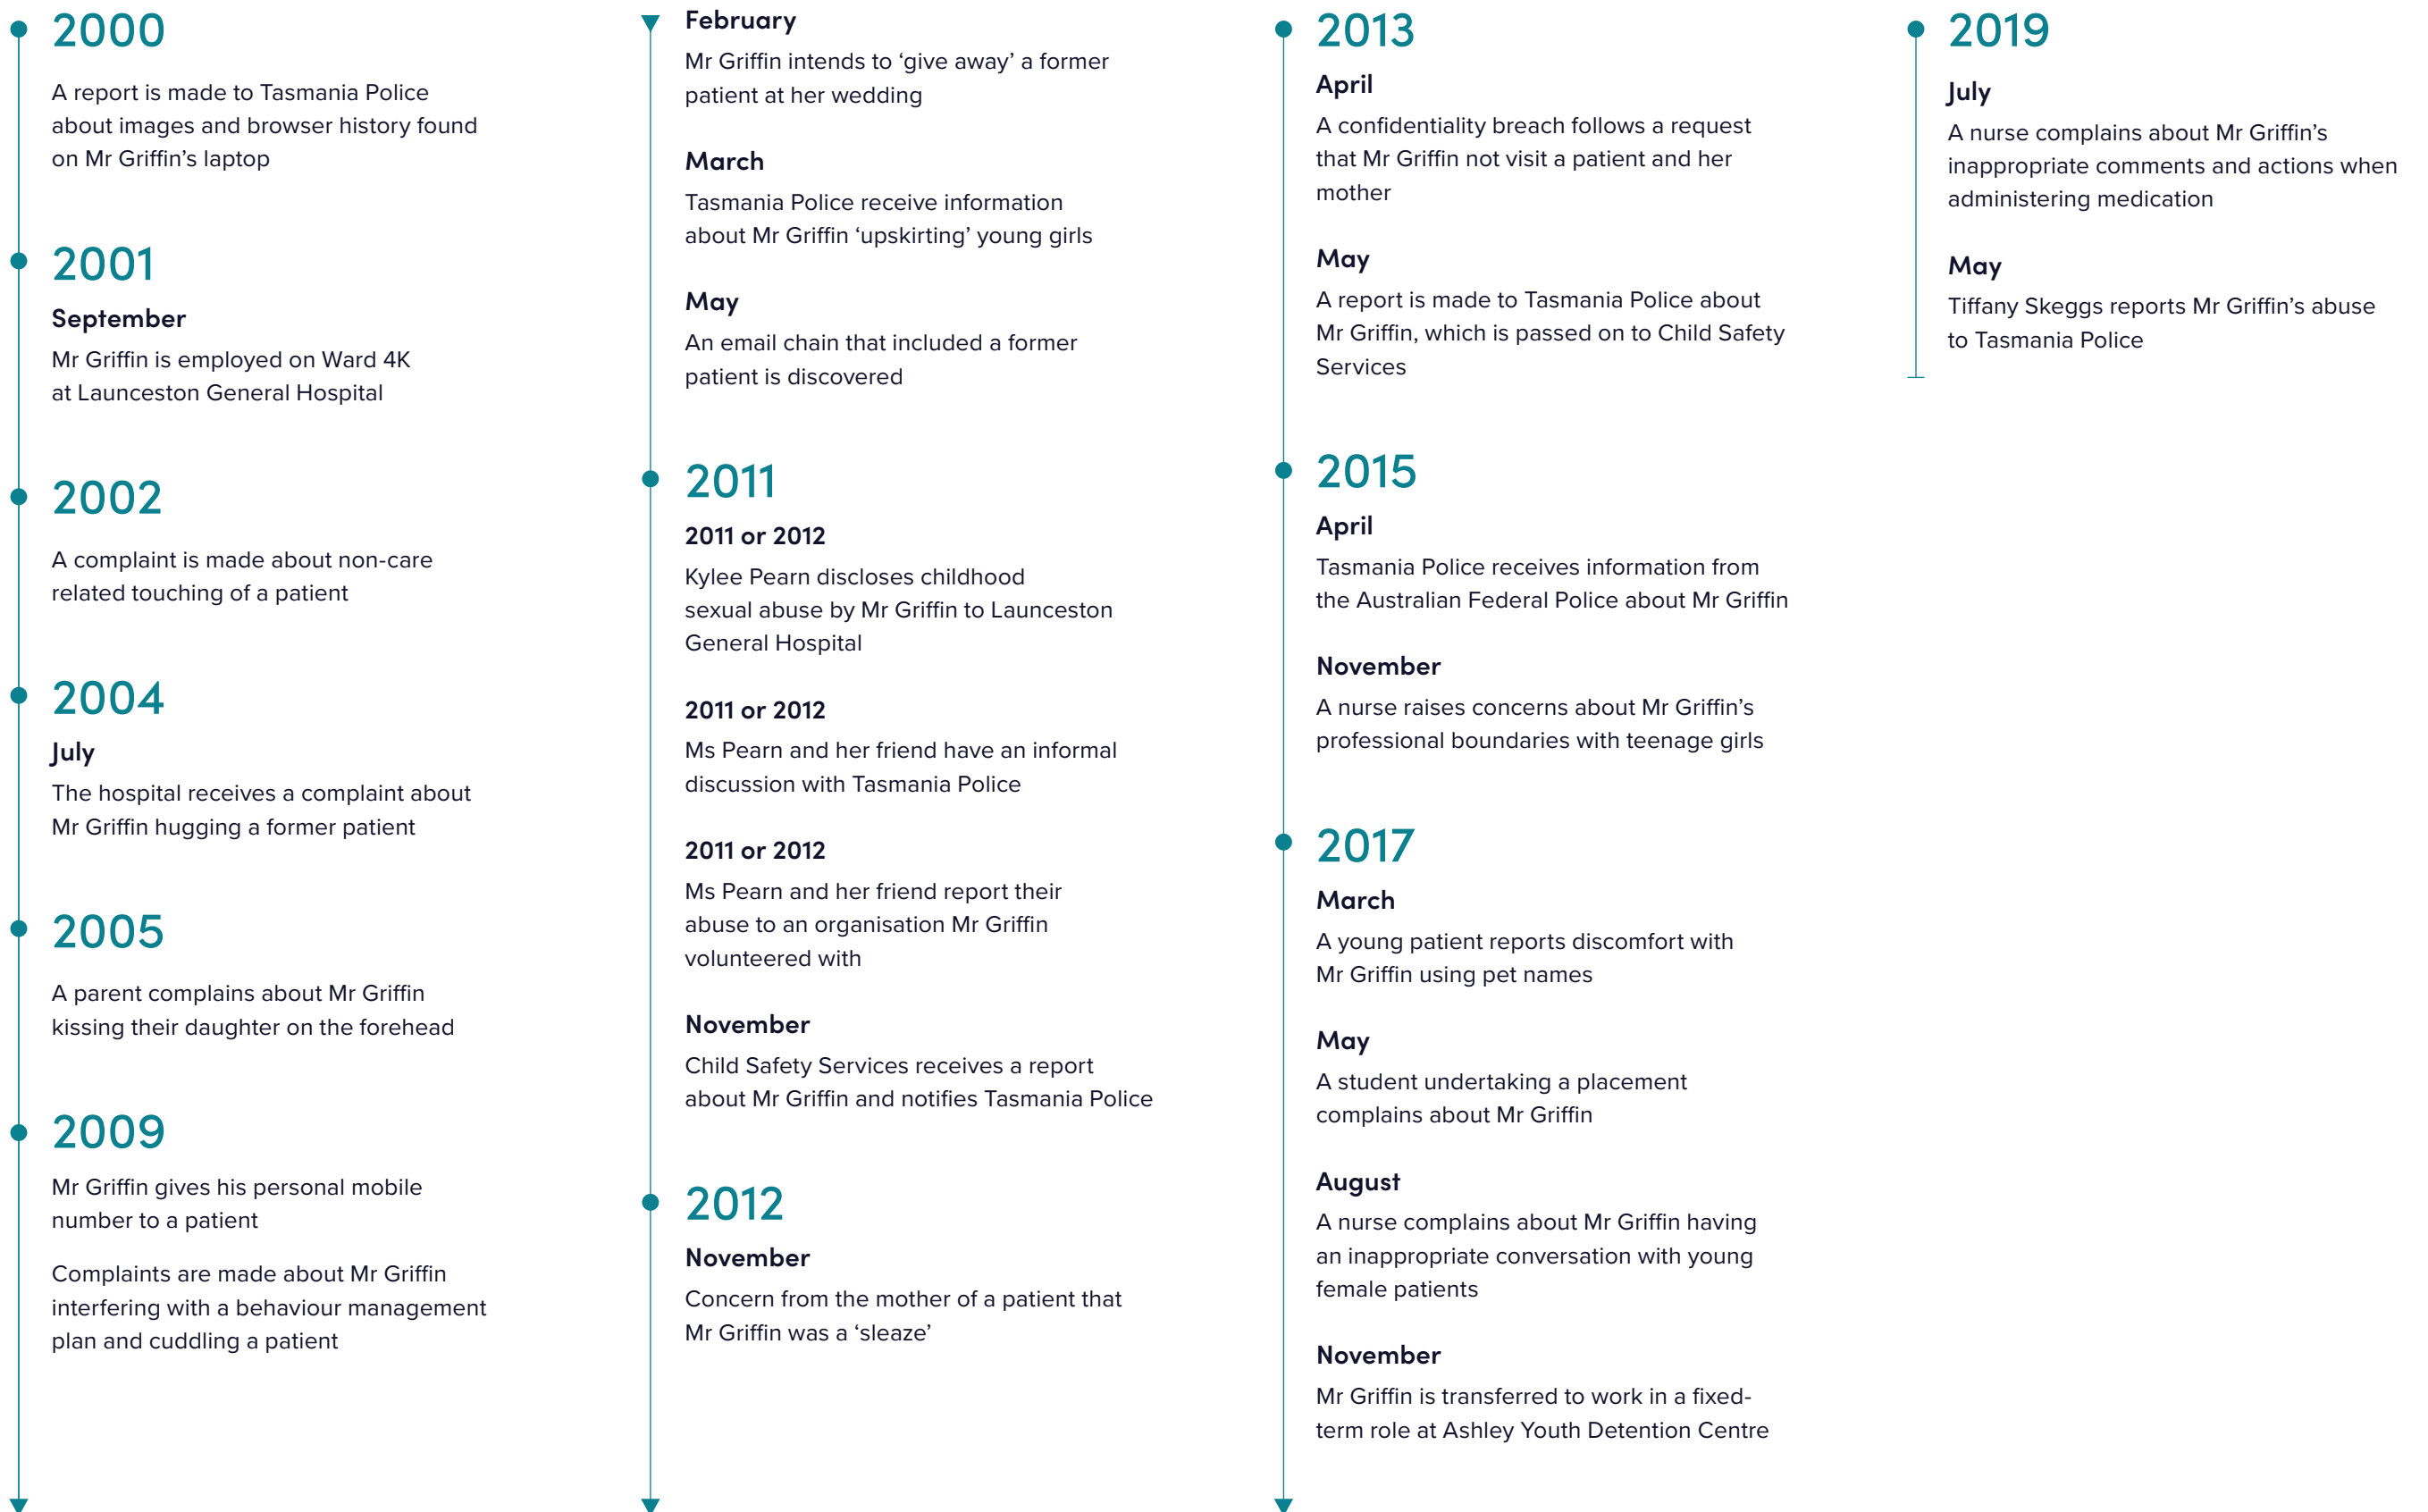 2000
A report is made to Tasmania Police
about images and browser history found
on Mr Griffin’s laptop
2001
September
Mr Griffin is employed on Ward 4K
at Launceston General Hospital
2002
A complaint is made about non-care
related touching of a patient
2004
July
The hospital receives a complaint about
Mr Griffin hugging a former patient
2005
A parent complains about Mr Griffin
kissing their daughter on the forehead
2009
Mr Griffin gives his personal mobile
number to a patient
Complaints are made about Mr Griffin
interfering with a behaviour management
plan and cuddling a patient
February
Mr Griffin intends to ‘give away’ a former
patient at her wedding
March
Tasmania Police receive information
about Mr Griffin ‘upskirting’ young girls
May
An email chain that included a former
patient is discovered
2011
2011 or 2012
Kylee Pearn discloses childhood
sexual abuse by Mr Griffin to Launceston
General Hospital
2011 or 2012
Ms Pearn and her friend have an informal
discussion with Tasmania Police
2011 or 2012
Ms Pearn and her friend report their
abuse to an organisation Mr Griffin
volunteered with
November
Child Safety Services receives a report
about Mr Griffin and notifies Tasmania Police
2012
November
Concern from the mother of a patient that
Mr Griffin was a ‘sleaze’
2013
April
A confidentiality breach follows a request
that Mr Griffin not visit a patient and her
mother
May
A report is made to Tasmania Police about
Mr Griffin, which is passed on to Child Safety
Services
2015
April
Tasmania Police receives information from
the Australian Federal Police about Mr Griffin
November
A nurse raises concerns about Mr Griffin’s
professional boundaries with teenage girls
2017
March
A young patient reports discomfort with
Mr Griffin using pet names
May
A student undertaking a placement
complains about Mr Griffin
August
A nurse complains about Mr Griffin having
an inappropriate conversation with young
female patients
November
Mr Griffin is transferred to work in a fixed-
term role at Ashley Youth Detention Centre
2019
July
A nurse complains about Mr Griffin’s
inappropriate comments and actions when
administering medication
May
Tiffany Skeggs reports Mr Griffin’s abuse
to Tasmania Police